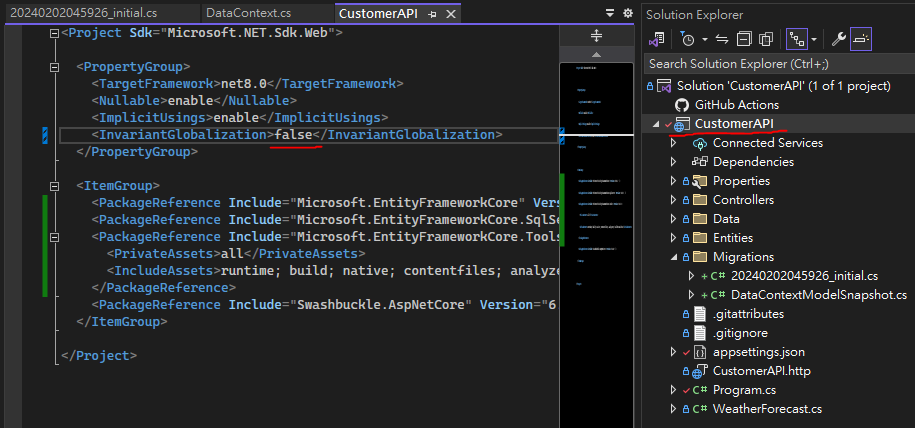 20240202045926_initial.cs
DataContext.cs
CustomerAPI
<Project Sdk="Microsoft.NET.Sdk.Web">
<PropertyGroup>
<TargetFramework>net8.0</TargetFramework>
<Nullable>enable</Nullable>
<ImplicitUsings>enable</ImplicitUsings>
<InvariantGlobalization>false</InvariantGlobalization>
</PropertyGroup>
<ItemGroup>
<PackageReference Include="Microsoft.EntityFrameworkCore" Vers
<PackageReference Include="Microsoft.EntityFrameworkCore.SqlSe
<PackageReference Include="Microsoft.EntityFrameworkCore.Tools
<PrivateAssets>all</PrivateAssets>
<IncludeAssets>runtime; build; native; contentfiles; analyze
</PackageReference>
<PackageReference Include="Swashbuckle.AspNetCore" Version="6
</ItemGroup>
</Project>
Solution Explorer
Search Solution Explorer (Ctrl+;)
Solution 'CustomerAPI' (1 of 1 project)
GitHub Actions
CustomerAPI
Connected Services
Dependencies
Properties
Controllers
Data
Entities
Migrations
20240202045926_initial.cs
DataContextModelSnapshot.cs
.gitattributes
.gitignore
appsettings.json
CustomerAPI.http
Program.cs
WeatherForecast.cs